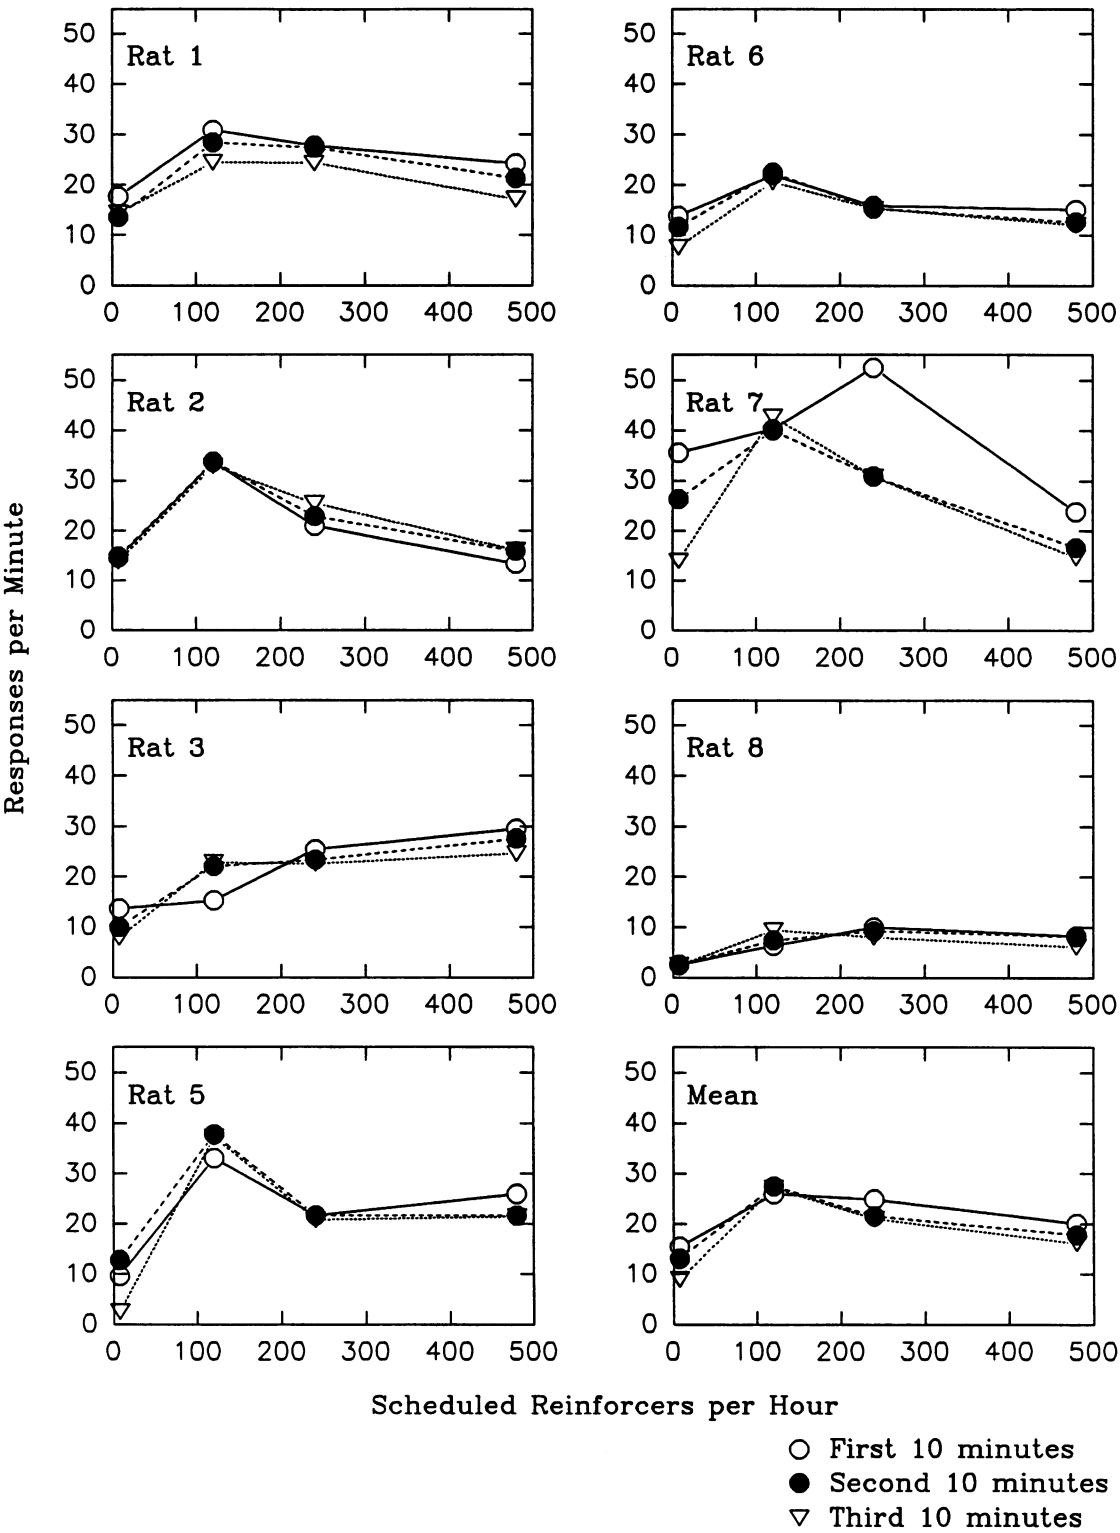 Responses per Minute
Rat 1
50
40
30
20
10
0
0 100 200 300 400 500
Rat 6
50
40
30
20
10
0
0 100 200 300 400 500
Rat 2
50
40
30
20
10
0
0 100 200 300 400 500
Rat 7
50
40
30
20
10
0
0 100 200 300 400 500
Rat 3
50
40
30
20
10
0
0 100 200 300 400 500
Rat 8
50
40
30
20
10
0
0 100 200 300 400 500
Rat 5
50
40
30
20
10
0
0 100 200 300 400 500
Mean
50
40
30
20
10
0
0 100 200 300 400 500
Scheduled Reinforcers per Hour
First 10 minutes
Second 10 minutes
Third 10 minutes